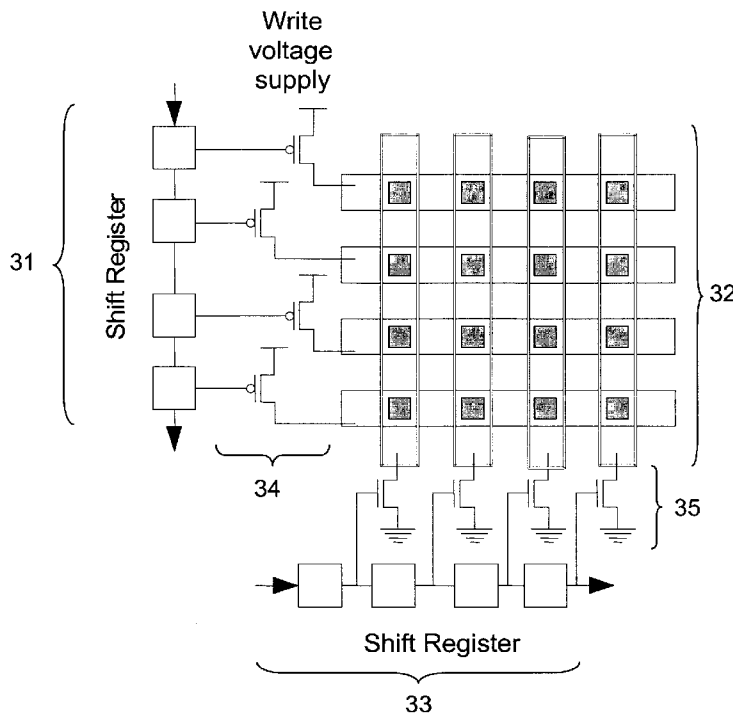 Write
voltage
supply
31
Shift Register
32
34
35
Shift Register
33